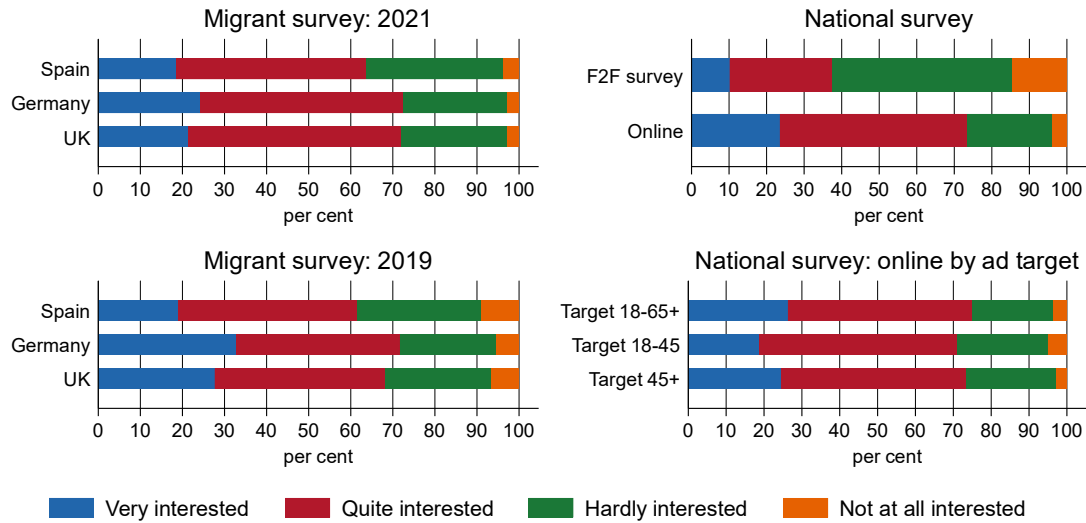 Migrant survey: 2021
Spain
Germany
UK
0 10 20 30 40 50 60 70 80 90 100
per cent
National survey
F2F survey
Online
0 10 20 30 40 50 60 70 80 90 100
per cent
Migrant survey: 2019
Spain
Germany
UK
0 10 20 30 40 50 60 70 80 90 100
per cent
National survey: online by ad target
Target 18-65+
Target 18-45
Target 45+
0 10 20 30 40 50 60 70 80 90 100
per cent
Very interested Quite interested Hardly interested Not at all interested